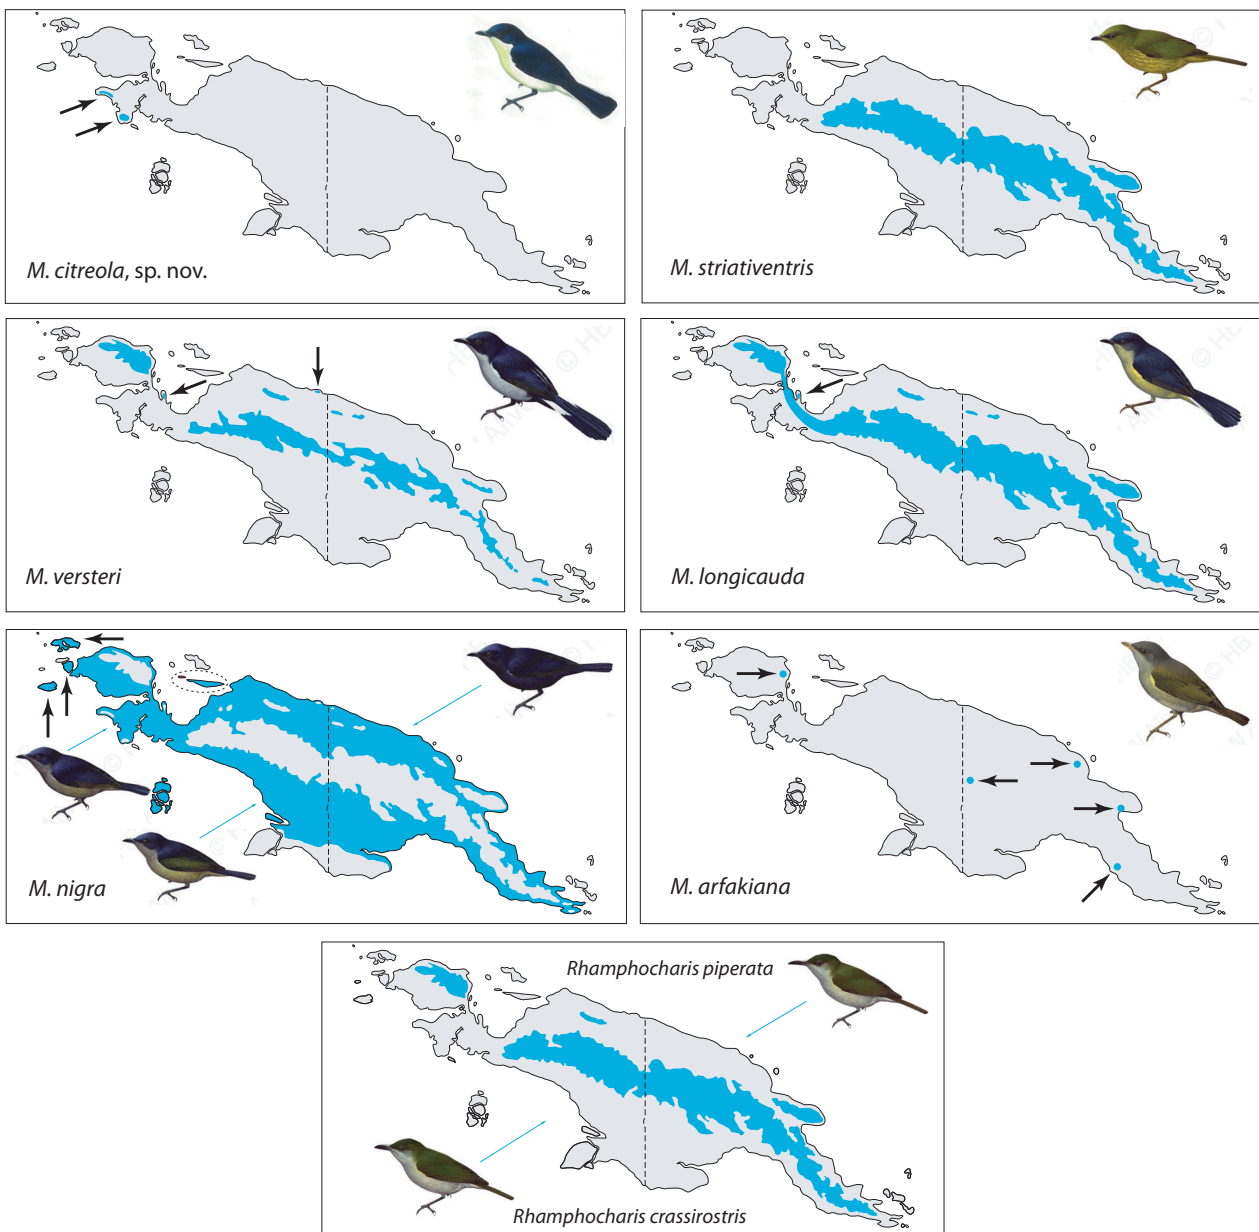 M. citreola, sp. nov.
M. striativentris
M. versteri
M. longicauda
M. nigra
M. arfakiana
Rhamphocharis piperata
Rhamphocharis crassirostris